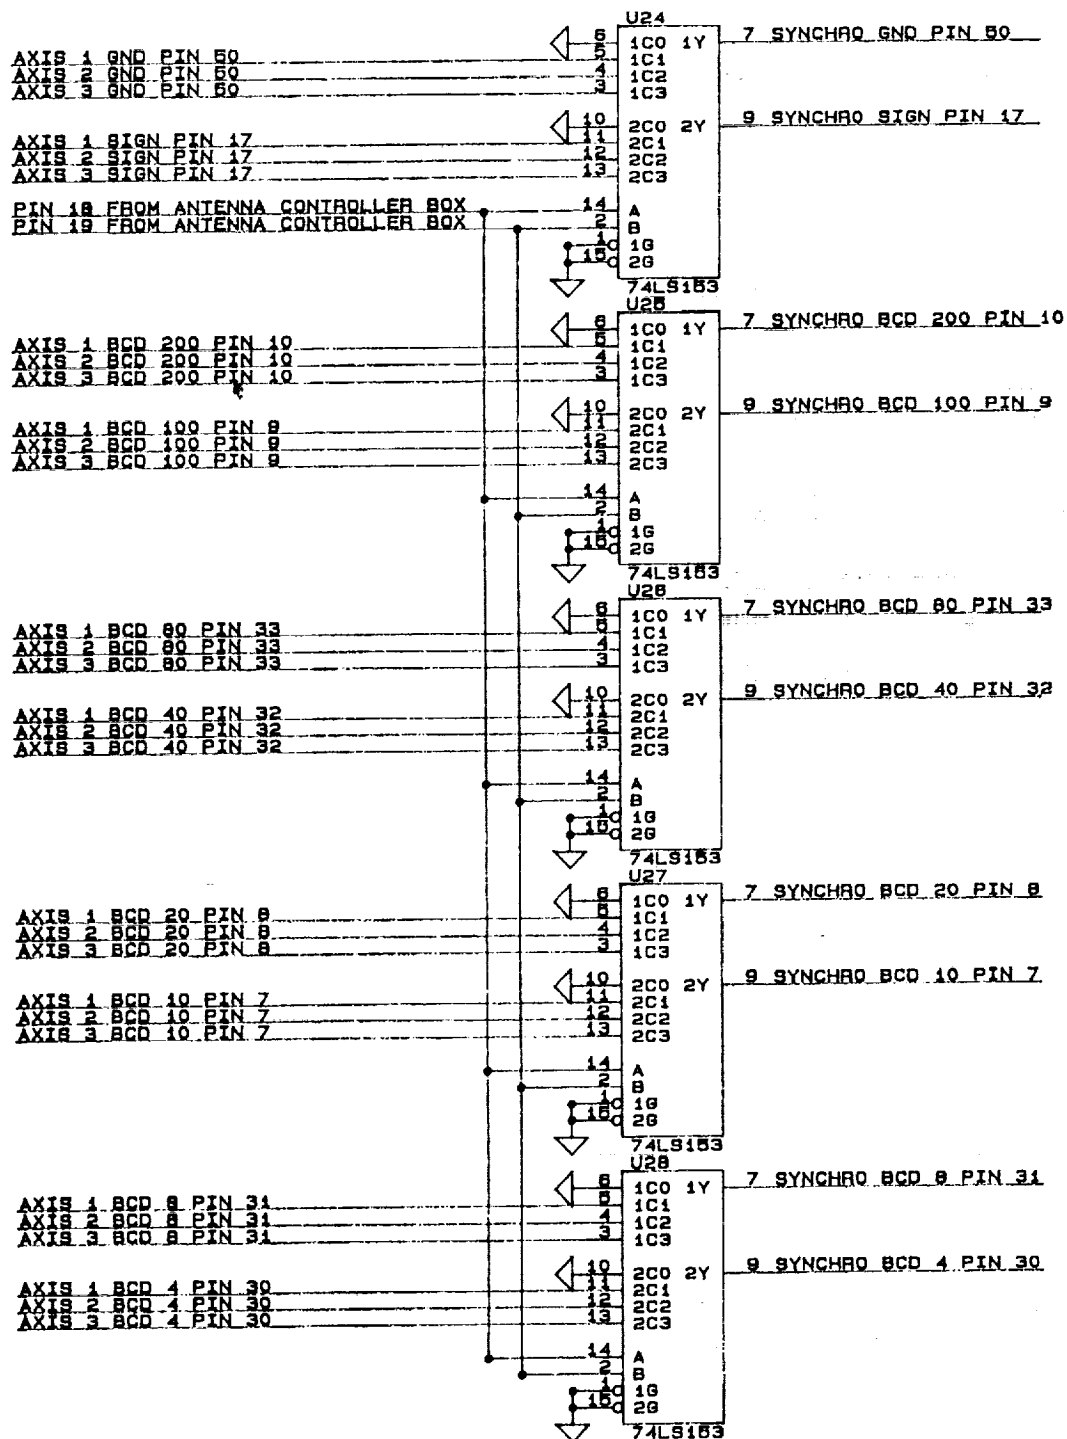 U24
6 1C0 1Y 7 SYNCHRO GND PIN 50
AXIS 1 GND PIN 50 5 1C1
AXIS 2 GND PIN 50 4 1C2
AXIS 3 GND PIN 50 3 1C3
10 2C0 2Y 9 SYNCHRO SIGN PIN 17
AXIS 1 SIGN PIN 17 11 2C1
AXIS 2 SIGN PIN 17 12 2C2
AXIS 3 SIGN PIN 17 13 2C3
PIN 18 FROM ANTENNA CONTROLLER BOX 14 A
PIN 19 FROM ANTENNA CONTROLLER BOX 2 B
1 1G
15 2G
74LS153
U25
6 1C0 1Y 7 SYNCHRO BCD 200 PIN 10
AXIS 1 BCD 200 PIN 10 5 1C1
AXIS 2 BCD 200 PIN 10 4 1C2
AXIS 3 BCD 200 PIN 10 3 1C3
10 2C0 2Y 9 SYNCHRO BCD 100 PIN 9
AXIS 1 BCD 100 PIN 9 11 2C1
AXIS 2 BCD 100 PIN 9 12 2C2
AXIS 3 BCD 100 PIN 9 13 2C3
14 A
2 B
1 1G
15 2G
74LS153
U26
6 1C0 1Y 7 SYNCHRO BCD 80 PIN 33
AXIS 1 BCD 80 PIN 33 5 1C1
AXIS 2 BCD 80 PIN 33 4 1C2
AXIS 3 BCD 80 PIN 33 3 1C3
10 2C0 2Y 9 SYNCHRO BCD 40 PIN 32
AXIS 1 BCD 40 PIN 32 11 2C1
AXIS 2 BCD 40 PIN 32 12 2C2
AXIS 3 BCD 40 PIN 32 13 2C3
14 A
2 B
1 1G
15 2G
74LS153
U27
6 1C0 1Y 7 SYNCHRO BCD 20 PIN 8
AXIS 1 BCD 20 PIN 8 5 1C1
AXIS 2 BCD 20 PIN 8 4 1C2
AXIS 3 BCD 20 PIN 8 3 1C3
10 2C0 2Y 9 SYNCHRO BCD 10 PIN 7
AXIS 1 BCD 10 PIN 7 11 2C1
AXIS 2 BCD 10 PIN 7 12 2C2
AXIS 3 BCD 10 PIN 7 13 2C3
14 A
2 B
1 1G
15 2G
74LS153
U28
6 1C0 1Y 7 SYNCHRO BCD 8 PIN 31
AXIS 1 BCD 8 PIN 31 5 1C1
AXIS 2 BCD 8 PIN 31 4 1C2
AXIS 3 BCD 8 PIN 31 3 1C3
10 2C0 2Y 9 SYNCHRO BCD 4 PIN 30
AXIS 1 BCD 4 PIN 30 11 2C1
AXIS 2 BCD 4 PIN 30 12 2C2
AXIS 3 BCD 4 PIN 30 13 2C3
14 A
2 B
1 1G
15 2G
74LS153